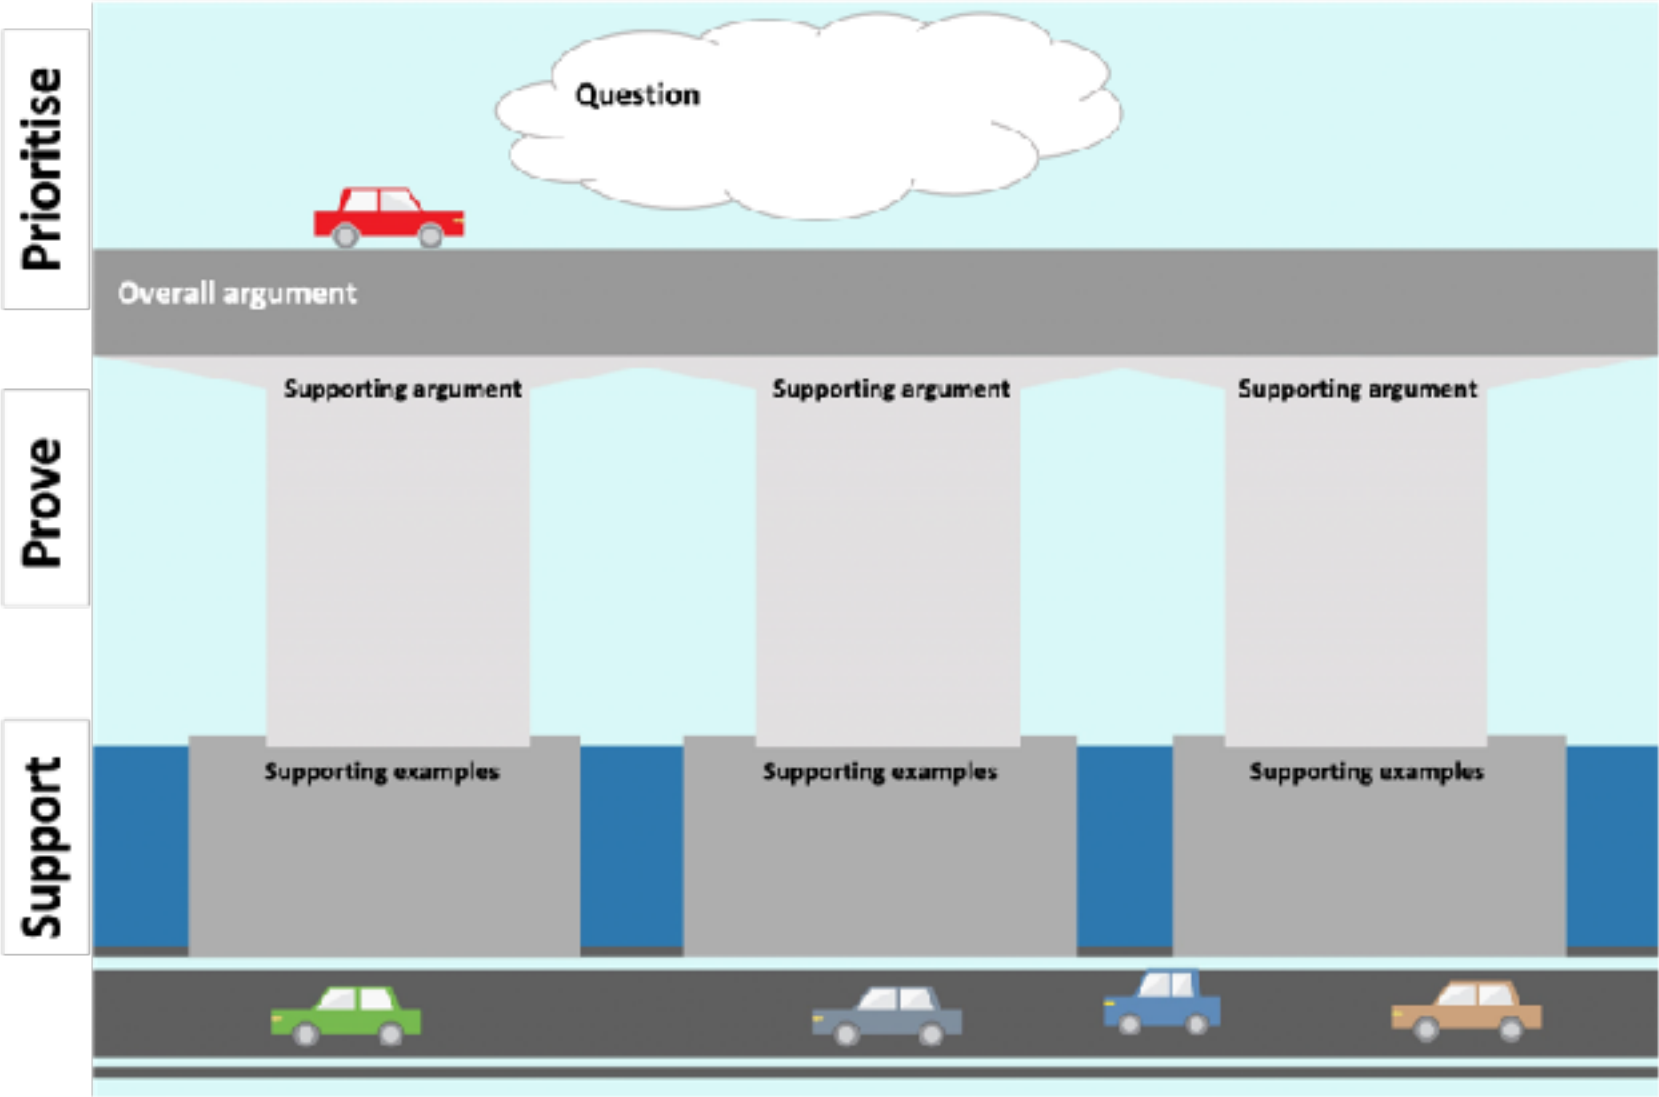 Prioritise
Question
Overall argument
Prove
Supporting argument
Supporting argument
Supporting argument
Support
Supporting examples
Supporting examples
Supporting examples